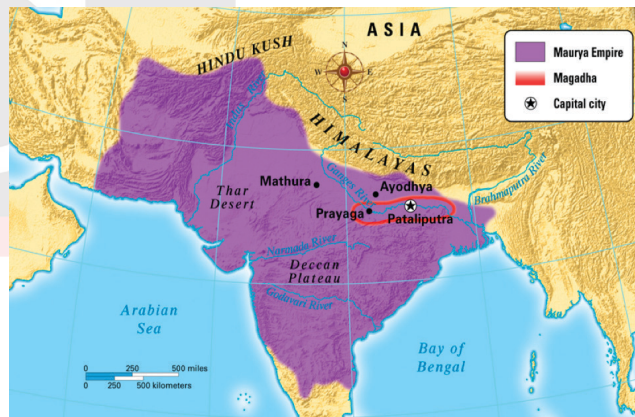 ASIA
HINDU KUSH
N
W
E
S
Maurya Empire
Magadha
Capital city
Indus River
HIMALAYAS
Ganges River
Brahmaputra River
Mathura
Ayodhya
Thar
Desert
Prayaga
Pataliputra
Narmada River
Deccan
Plateau
Godavari River
Arabian
Sea
Bay of
Bengal
0 250 500 miles
0 250 500 kilometers